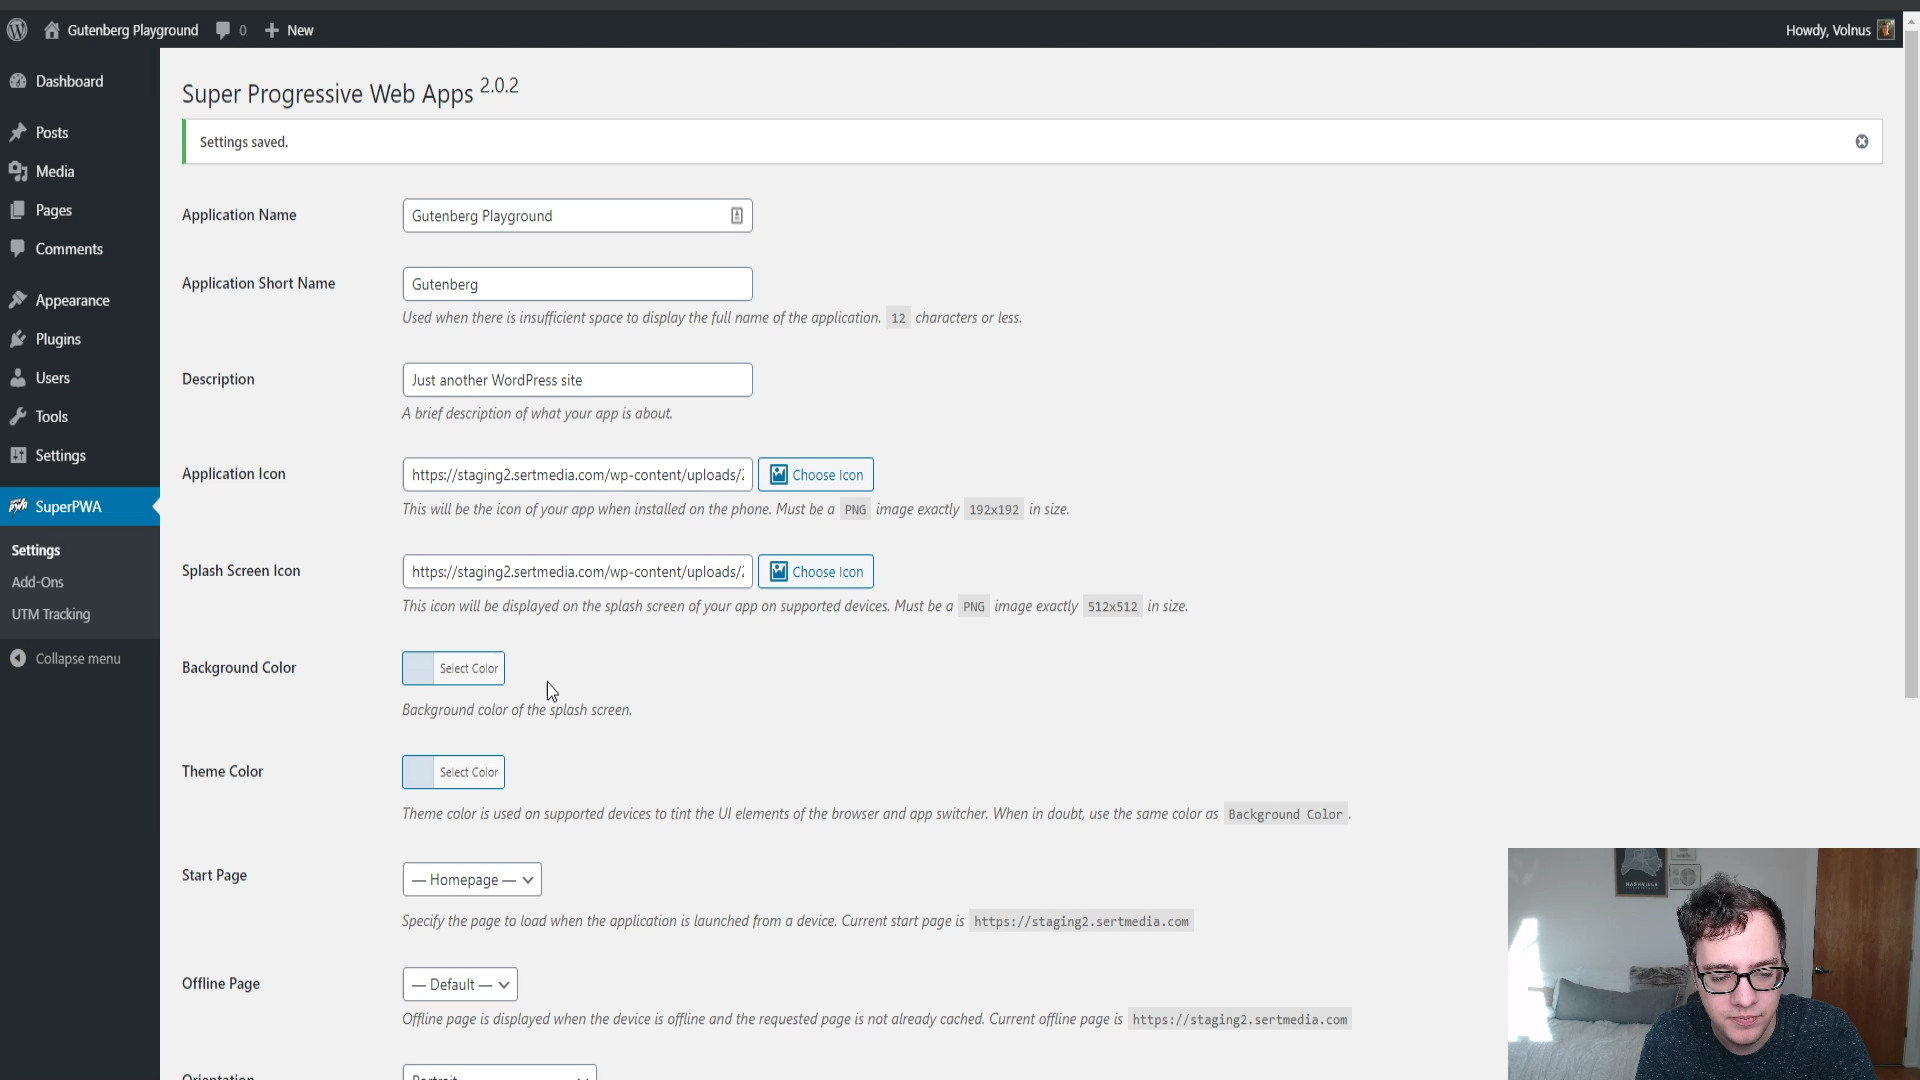 Gutenberg Playground
0
New
Howdy, Volnus
Dashboard
Posts
Media
Pages
Comments
Appearance
Plugins
Users
Tools
Settings
SuperPWA
Settings
Add-Ons
UTM Tracking
Collapse menu
Super Progressive Web Apps 2.0.2
Settings saved.
Application Name
Gutenberg Playground
Application Short Name
Gutenberg
Used when there is insufficient space to display the full name of the application. 12 characters or less.
Description
Just another WordPress site
A brief description of what your app is about.
Application Icon
https://staging2.sertmedia.com/wp-content/uploads/
Choose Icon
This will be the icon of your app when installed on the phone. Must be a PNG image exactly 192x192 in size.
Splash Screen Icon
https://staging2.sertmedia.com/wp-content/uploads/
Choose Icon
This icon will be displayed on the splash screen of your app on supported devices. Must be a PNG image exactly 512x512 in size.
Background Color
Select Color
Background color of the splash screen.
Theme Color
Select Color
Theme color is used on supported devices to tint the UI elements of the browser and app switcher. When in doubt, use the same color as Background Color .
Start Page
— Homepage —
Specify the page to load when the application is launched from a device. Current start page is https://staging2.sertmedia.com
Offline Page
— Default —
Offline page is displayed when the device is offline and the requested page is not already cached. Current offline page is https://staging2.sertmedia.com
Orientation
Portrait
NASHVILLE